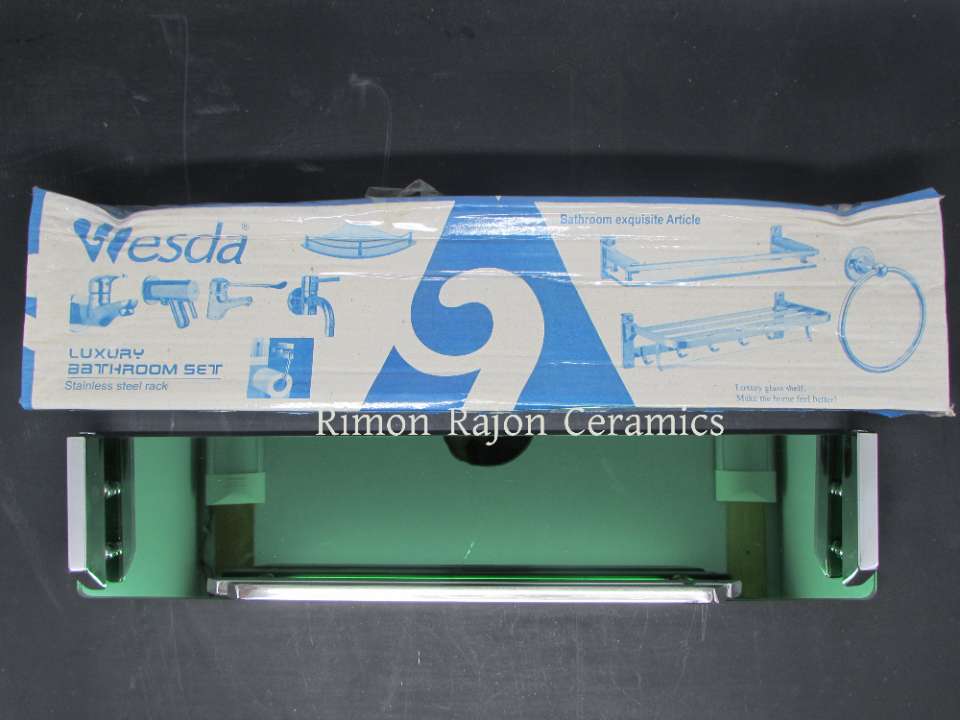 Wesda®
Bathroom exquisite Article
9
LUXURY
BATHROOM SET
Stainless steel rack
Luxury glass shelf.
Make the home feel better!
Rimon Rajon Ceramics